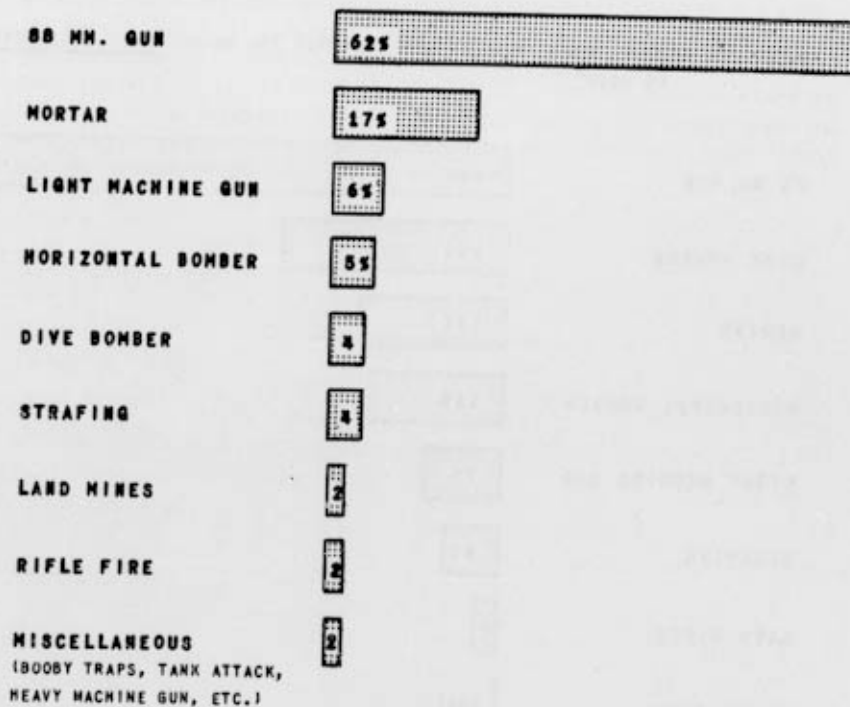 88 MM. GUN 62%
MORTAR 17%
LIGHT MACHINE GUN 6%
HORIZONTAL BOMBER 5%
DIVE BOMBER 4
STRAFING 4
LAND MINES 2
RIFLE FIRE 2
MISCELLANEOUS 2
(BOOBY TRAPS, TANK ATTACK,
HEAVY MACHINE GUN, ETC.)